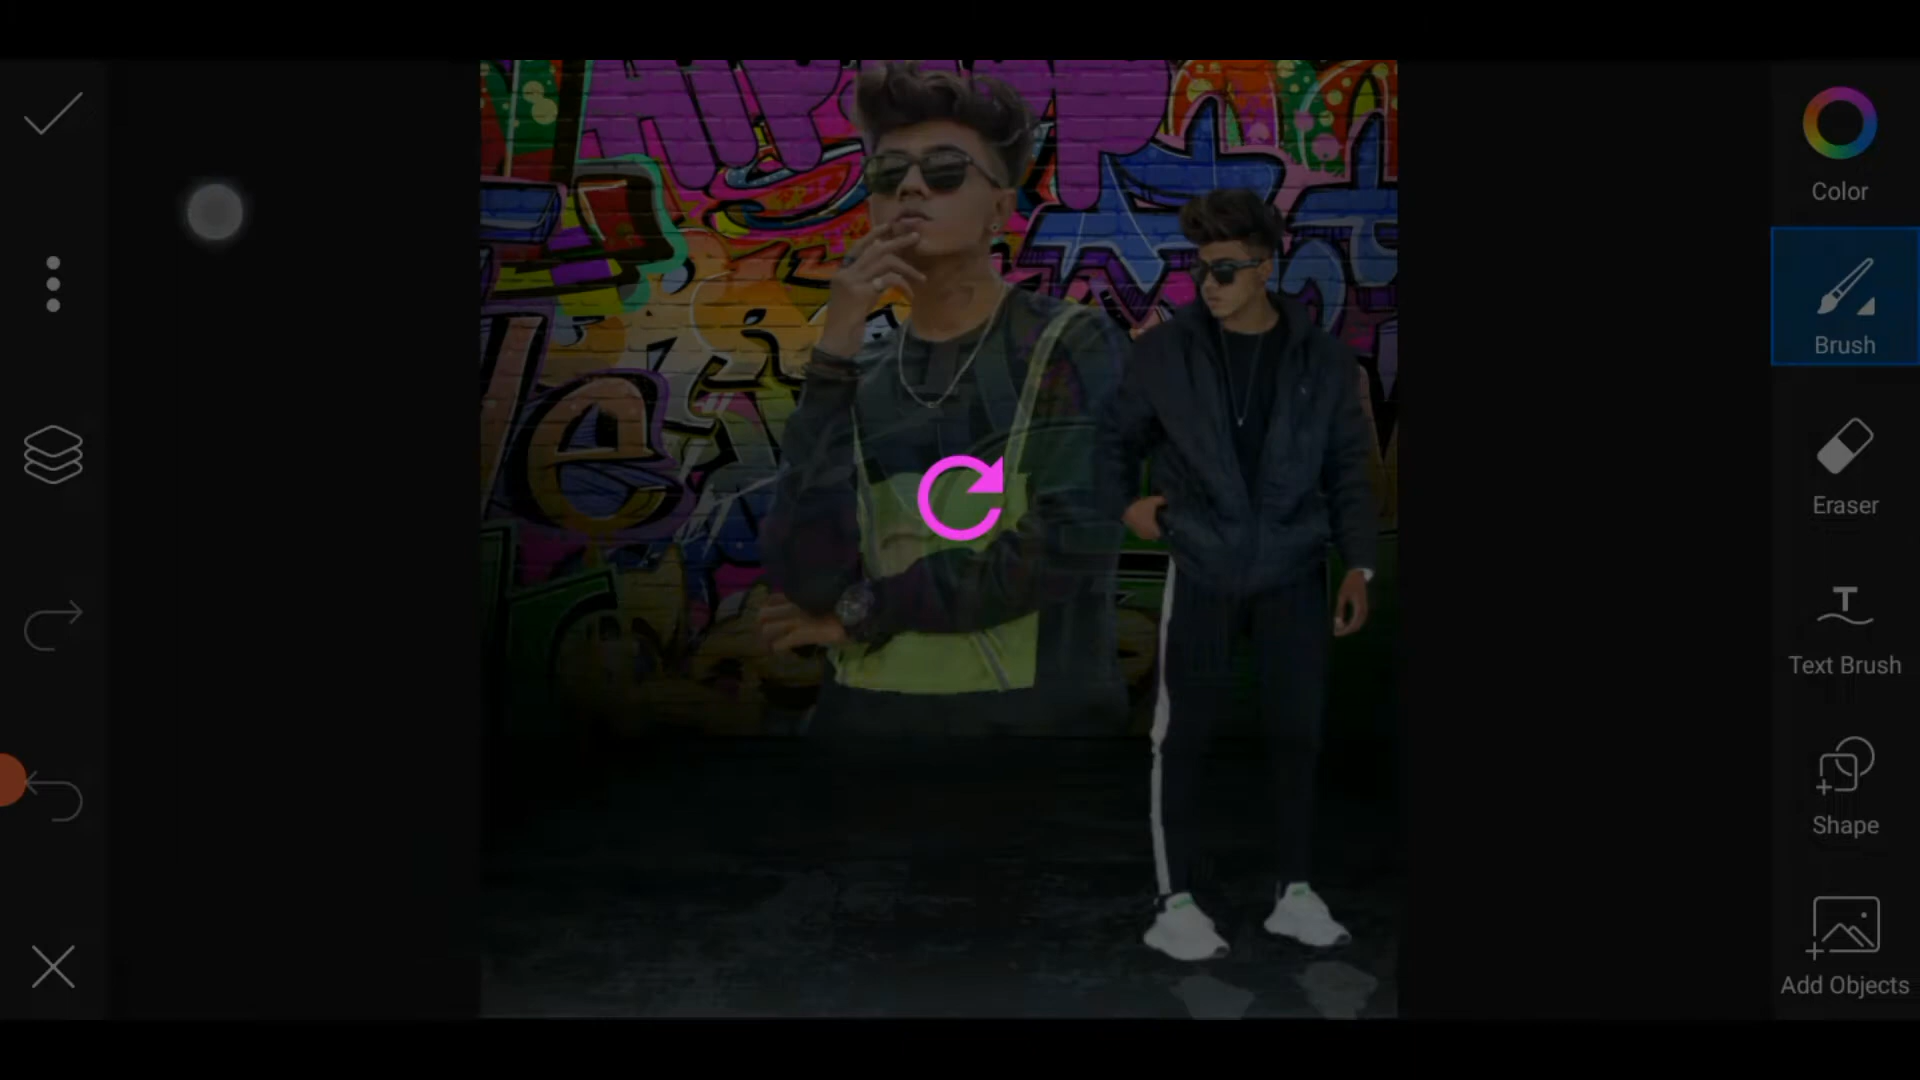 Color
Brush
Eraser
Text Brush
Shape
Add Objects